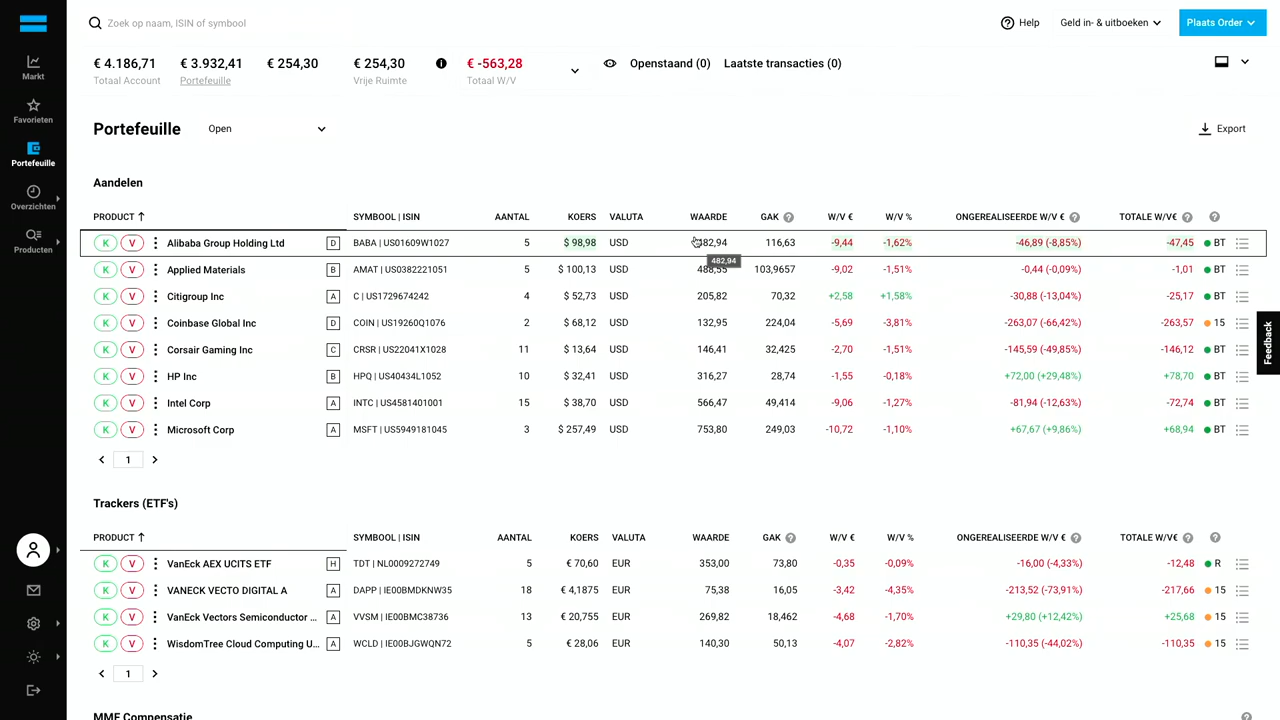 Zoek op naam, ISIN of symbool
Help
Geld in- & uitboeken
Plaats Order
€ 4.186,71 € 3.932,41 € 254,30 € 254,30 € -563,28 Openstaand (0) Laatste transacties (0)
Totaal Account Portefeuille Vrije Ruimte Totaal W/V
Markt
Favorieten
Portefeuille
Overzichten
Producten
Portefeuille Open Export
Aandelen
PRODUCT SYMBOOL | ISIN AANTAL KOERS VALUTA WAARDE GAK W/V € W/V % ONGEREALISEERDE W/V € TOTALE W/V€
K V Alibaba Group Holding Ltd D BABA | US01609W1027 5 $ 98,98 USD 482,94 116,63 -9,44 -1,62% -46,89 (-8,85%) -47,45 BT
482,94
K V Applied Materials B AMAT | US0382221051 5 $ 100,13 USD 488,55 103,9657 -9,02 -1,51% -0,44 (-0,09%) -1,01 BT
K V Citigroup Inc A C | US1729674242 4 $ 52,73 USD 205,82 70,32 +2,58 +1,58% -30,88 (-13,04%) -25,17 BT
K V Coinbase Global Inc D COIN | US19260Q1076 2 $ 68,12 USD 132,95 224,04 -5,69 -3,81% -263,07 (-66,42%) -263,57 15
K V Corsair Gaming Inc C CRSR | US22041X1028 11 $ 13,64 USD 146,41 32,425 -2,70 -1,51% -145,59 (-49,85%) -146,12 BT
K V HP Inc B HPQ | US40434L1052 10 $ 32,41 USD 316,27 28,74 -1,55 -0,18% +72,00 (+29,48%) +78,70 BT
K V Intel Corp A INTC | US4581401001 15 $ 38,70 USD 566,47 49,414 -9,06 -1,27% -81,94 (-12,63%) -72,74 BT
K V Microsoft Corp A MSFT | US5949181045 3 $ 257,49 USD 753,80 249,03 -10,72 -1,10% +67,67 (+9,86%) +68,94 BT
1
Feedback
Trackers (ETF's)
PRODUCT SYMBOOL | ISIN AANTAL KOERS VALUTA WAARDE GAK W/V € W/V % ONGEREALISEERDE W/V € TOTALE W/V€
K V VanEck AEX UCITS ETF H TDT | NL0009272749 5 € 70,60 EUR 353,00 73,80 -0,35 -0,09% -16,00 (-4,33%) -12,48 R
K V VANECK VECTO DIGITAL A A DAPP | IE00BMDKNW35 18 € 4,1875 EUR 75,38 16,05 -3,42 -4,35% -213,52 (-73,91%) -217,66 15
K V VanEck Vectors Semiconductor ... A VVSM | IE00BMC38736 13 € 20,755 EUR 269,82 18,462 -4,68 -1,70% +29,80 (+12,42%) +25,68 15
K V WisdomTree Cloud Computing U... A WCLD | IE00BJGWQN72 5 € 28,06 EUR 140,30 50,13 -4,07 -2,82% -110,35 (-44,02%) -110,35 15
1
MMF Compensatie